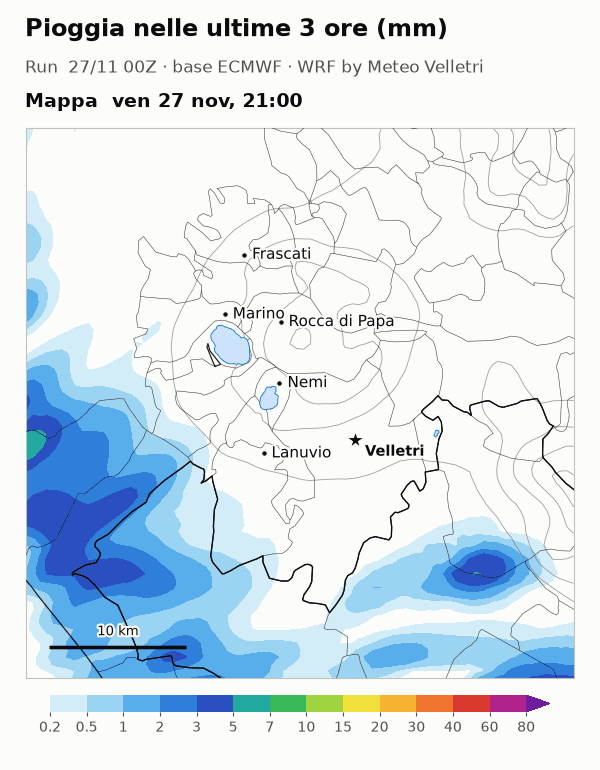 Pioggia nelle ultime 3 ore (mm)
Run  27/11 00Z · base ECMWF · WRF by Meteo Velletri
Mappa  ven 27 nov, 21:00
Frascati
Marino
Rocca di Papa
Nemi
Velletri
Lanuvio
10 km
0.2 0.5 1 2 3 5 7 10 15 20 30 40 60 80